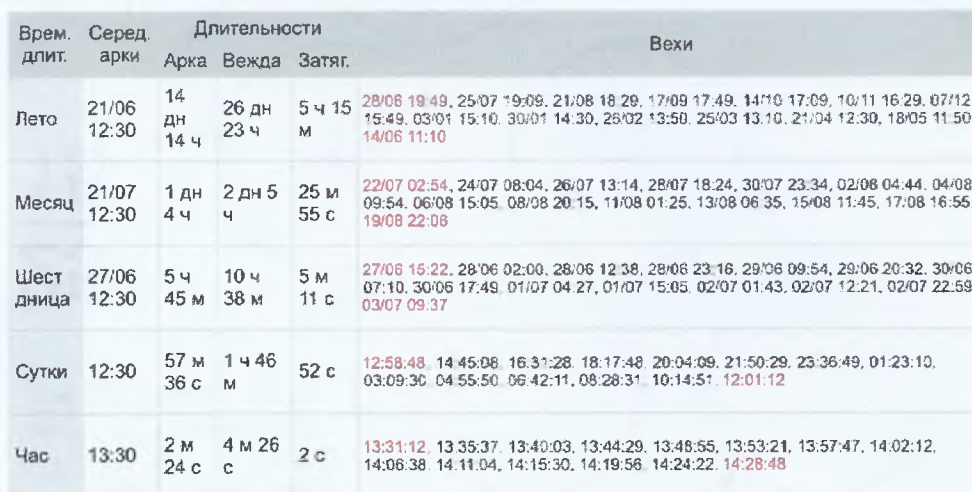 Врем. длит. Серед. арки Длительности Арка Вежда Затяг. Вехи
Лето 21/06 12:30 14 дн 14 ч 26 дн 23 ч 5 ч 15 м
28/06 19:49, 25/07 19:09, 21/08 18:29, 17/09 17:49, 14/10 17:09, 10/11 16:29, 07/12
15:49, 03/01 15:10, 30/01 14:30, 26/02 13:50, 25/03 13:10, 21/04 12:30, 18/05 11:50
14/06 11:10
Месяц 21/07 12:30 1 дн 4 ч 2 дн 5 ч 25 м 55 с
22/07 02:54, 24/07 08:04, 26/07 13:14, 28/07 18:24, 30/07 23:34, 02/08 04:44, 04/08
09:54, 06/08 15:05, 08/08 20:15, 11/08 01:25, 13/08 06:35, 15/08 11:45, 17/08 16:55
19/08 22:06
Шест дница 27/06 12:30 5 ч 45 м 10 ч 38 м 5 м 11 с
27/06 15:22, 28/06 02:00, 28/06 12:38, 28/06 23:16, 29/06 09:54, 29/06 20:32, 30/06
07:10, 30/06 17:49, 01/07 04:27, 01/07 15:05, 02/07 01:43, 02/07 12:21, 02/07 22:59
03/07 09:37
Сутки 12:30 57 м 36 с 1 ч 46 м 52 с
12:58:48, 14:45:08, 16:31:28, 18:17:48, 20:04:09, 21:50:29, 23:36:49, 01:23:10,
03:09:30, 04:55:50, 06:42:11, 08:28:31, 10:14:51, 12:01:12
Час 13:30 2 м 24 с 4 м 26 с 2 с
13:31:12, 13:35:37, 13:40:03, 13:44:29, 13:48:55, 13:53:21, 13:57:47, 14:02:12,
14:06:38, 14:11:04, 14:15:30, 14:19:56, 14:24:22, 14:28:48